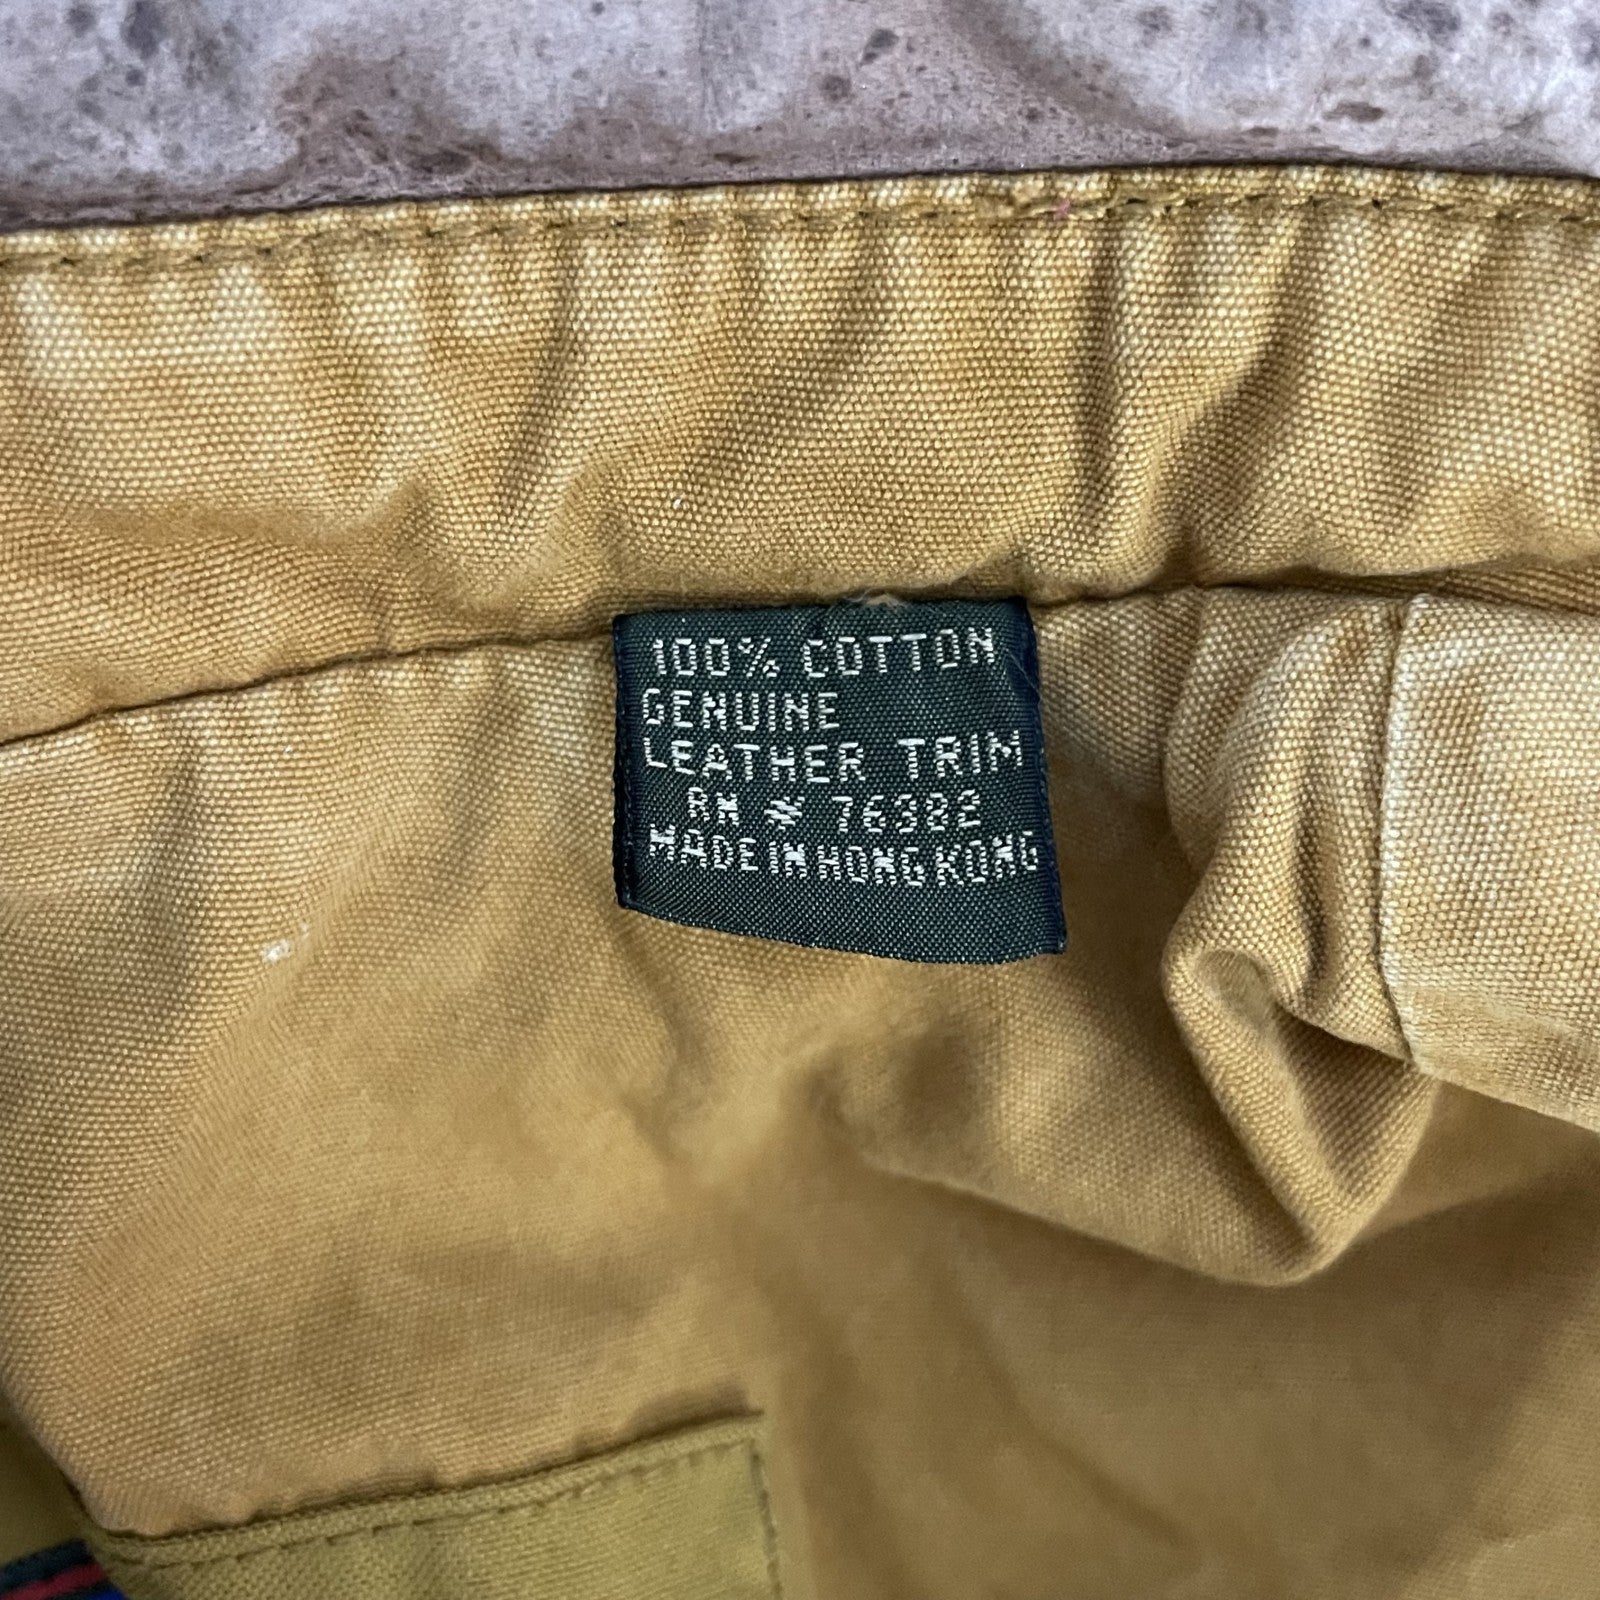 100% COTTON
GENUINE
LEATHER TRIM
RN # 76382
MADE IN HONG KONG